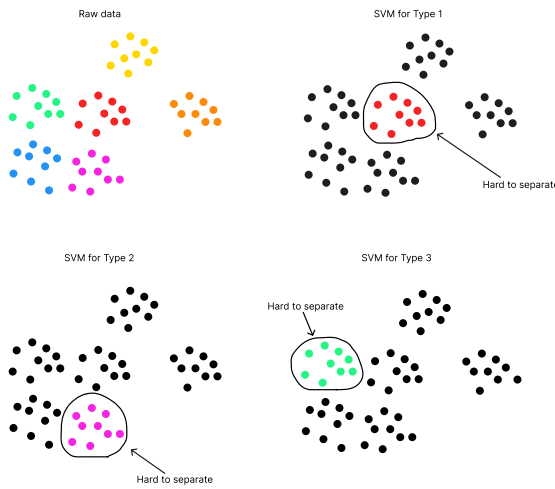 Raw data
SVM for Type 1
Hard to separate
SVM for Type 2
SVM for Type 3
Hard to separate
Hard to separate